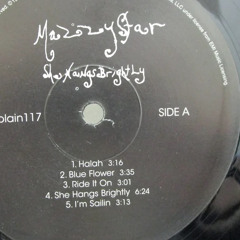 Mazzy Star
She Hangs Brightly
plain117
SIDE A
1. Halah 3:16
2. Blue Flower 3:35
3. Ride It On 3:01
4. She Hangs Brightly 6:24
5. I'm Sailin 3:13